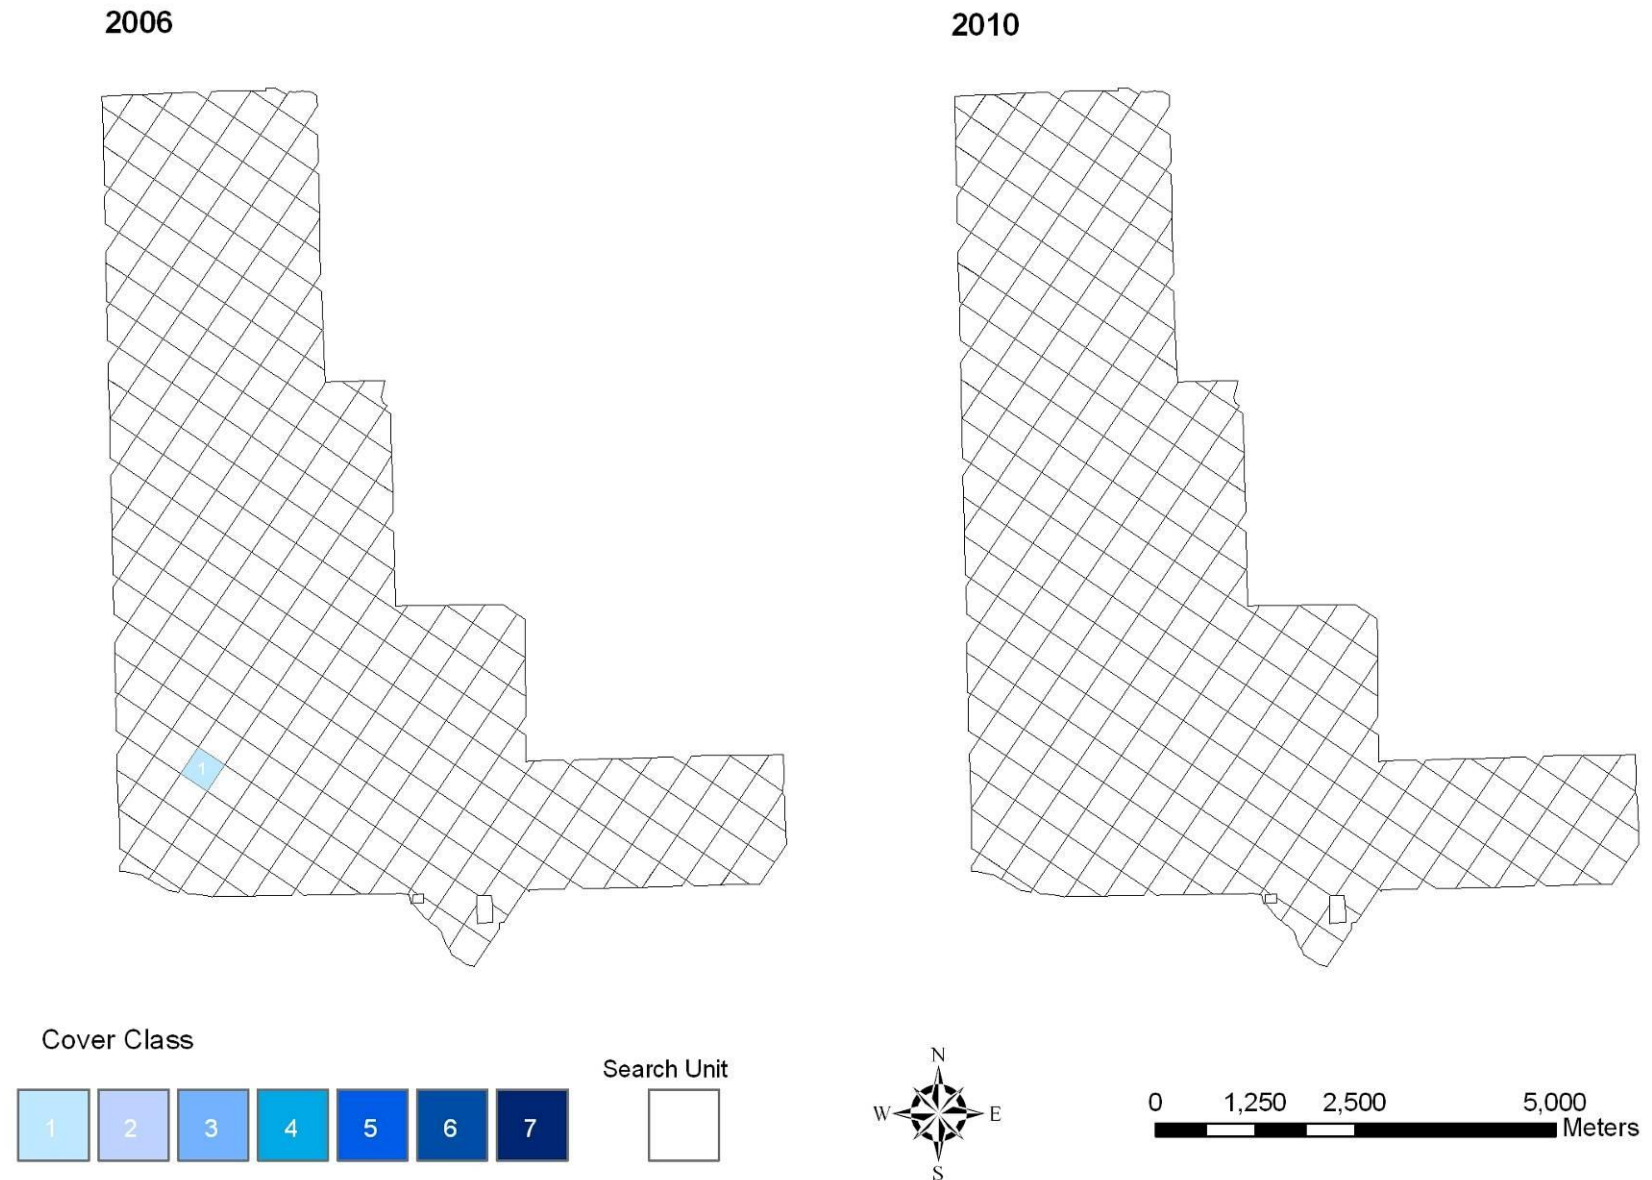 2006
2010
1
Cover Class
Search Unit
1 2 3 4 5 6 7
N
W E
S
0 1,250 2,500 5,000
Meters